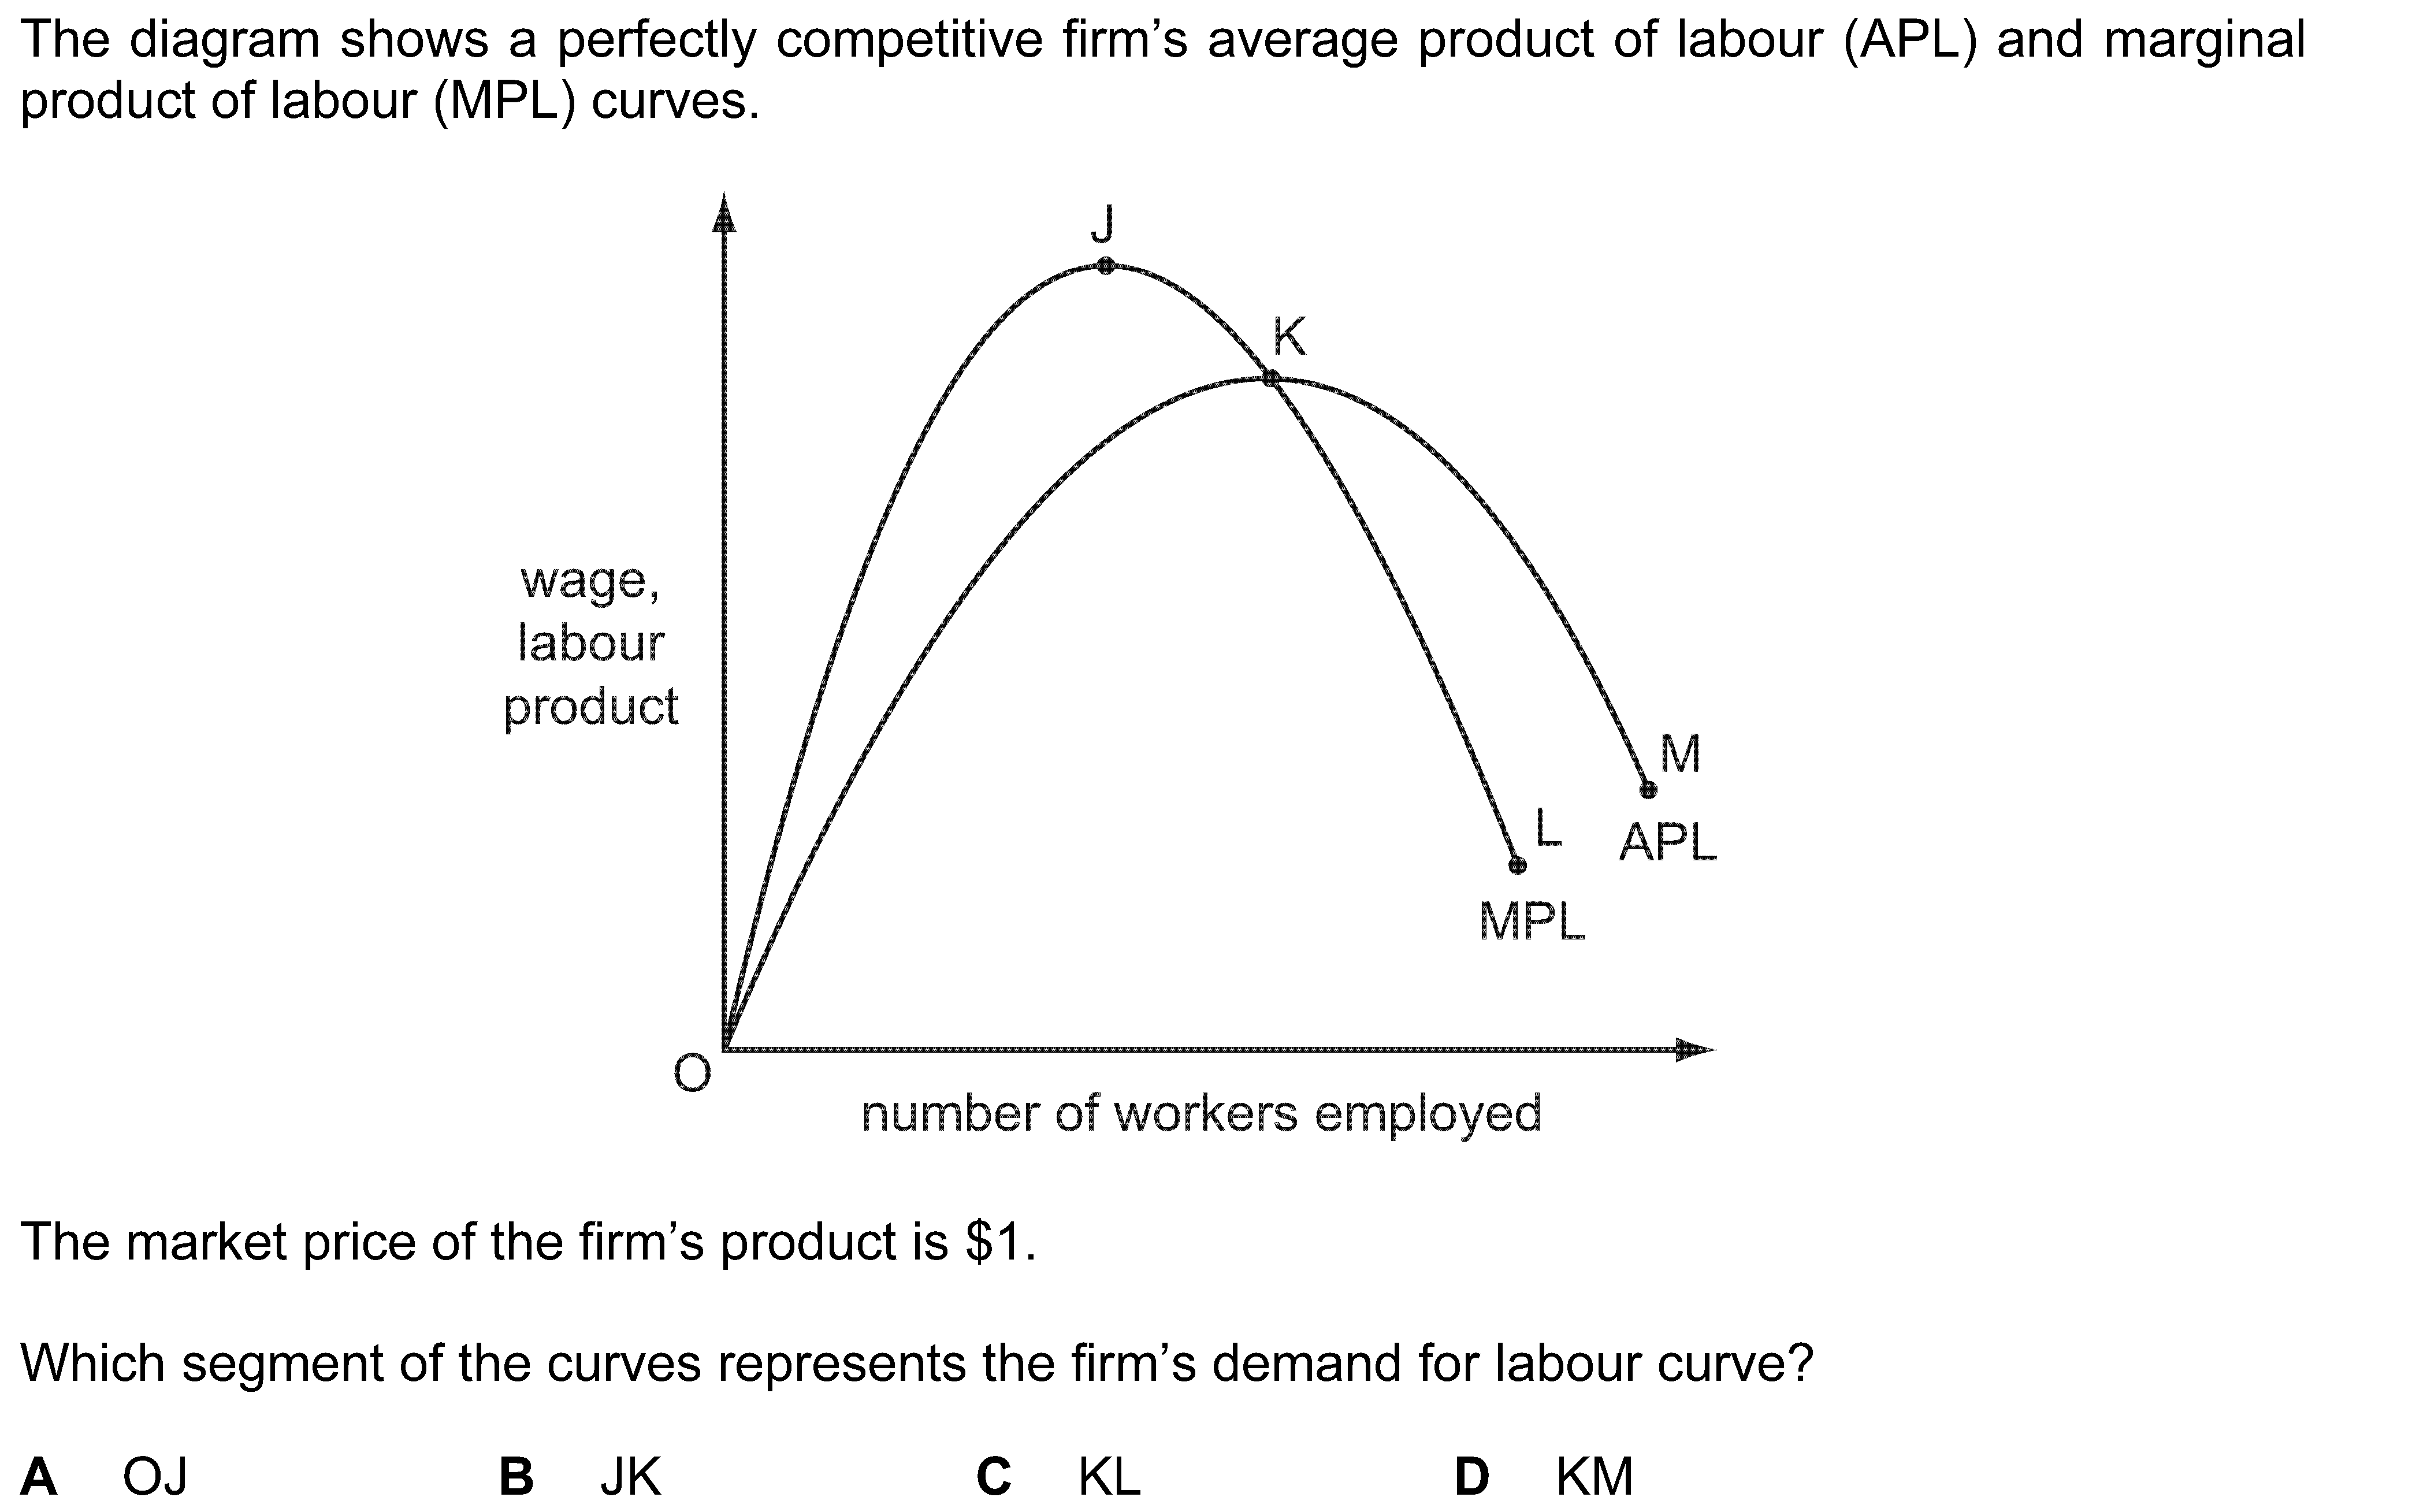 The diagram shows a perfectly competitive firm’s average product of labour (APL) and marginal
product of labour (MPL) curves.
J
K
wage,
labour
product
M
L
APL
MPL
O
number of workers employed
The market price of the firm’s product is $1.
Which segment of the curves represents the firm’s demand for labour curve?
A OJ B JK C KL D KM